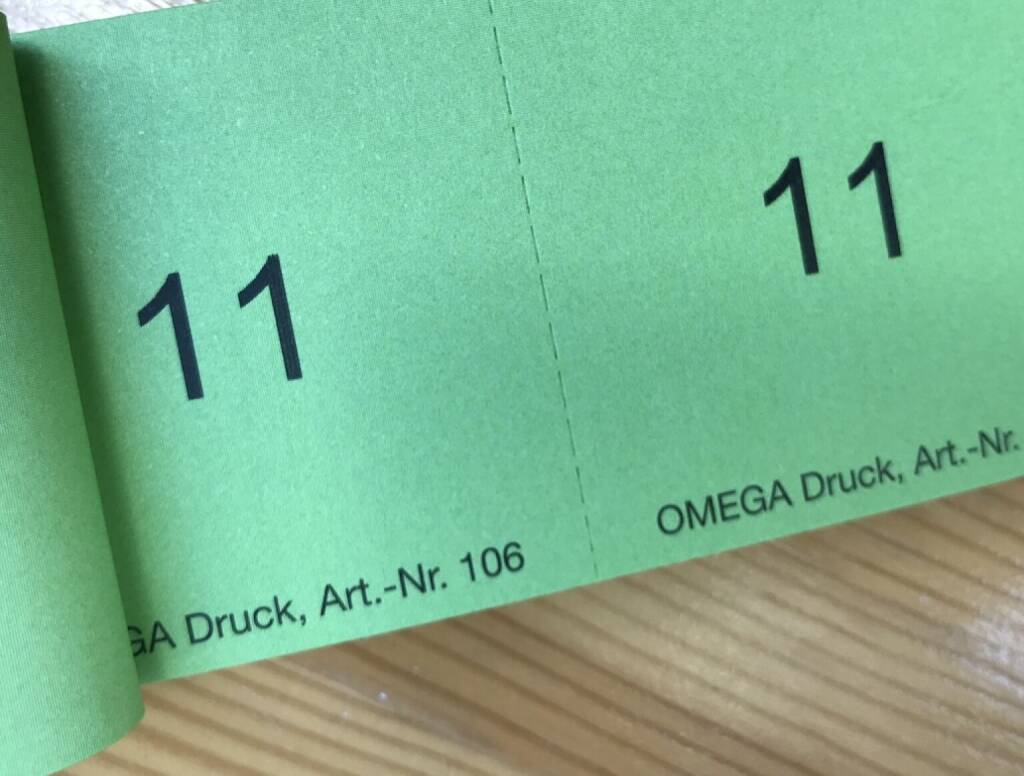 11
GA Druck, Art.-Nr. 106
11
OMEGA Druck, Art.-Nr.